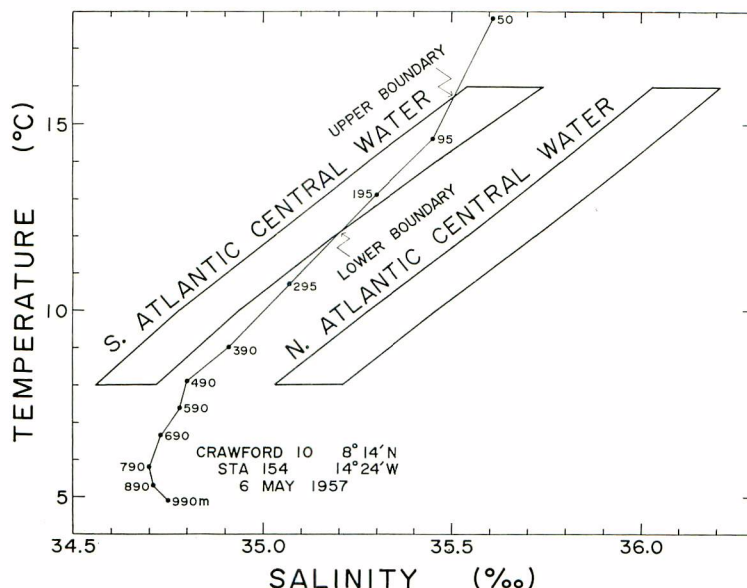 50
UPPER BOUNDARY
S. ATLANTIC CENTRAL WATER
N. ATLANTIC CENTRAL WATER
LOWER BOUNDARY
95
195
295
390
490
590
690
790
890
990m
CRAWFORD 10 8°14'N
STA 154 14°24'W
6 MAY 1957
TEMPERATURE (°C)
15
10
5
34.5 35.0 35.5 36.0
SALINITY (‰)